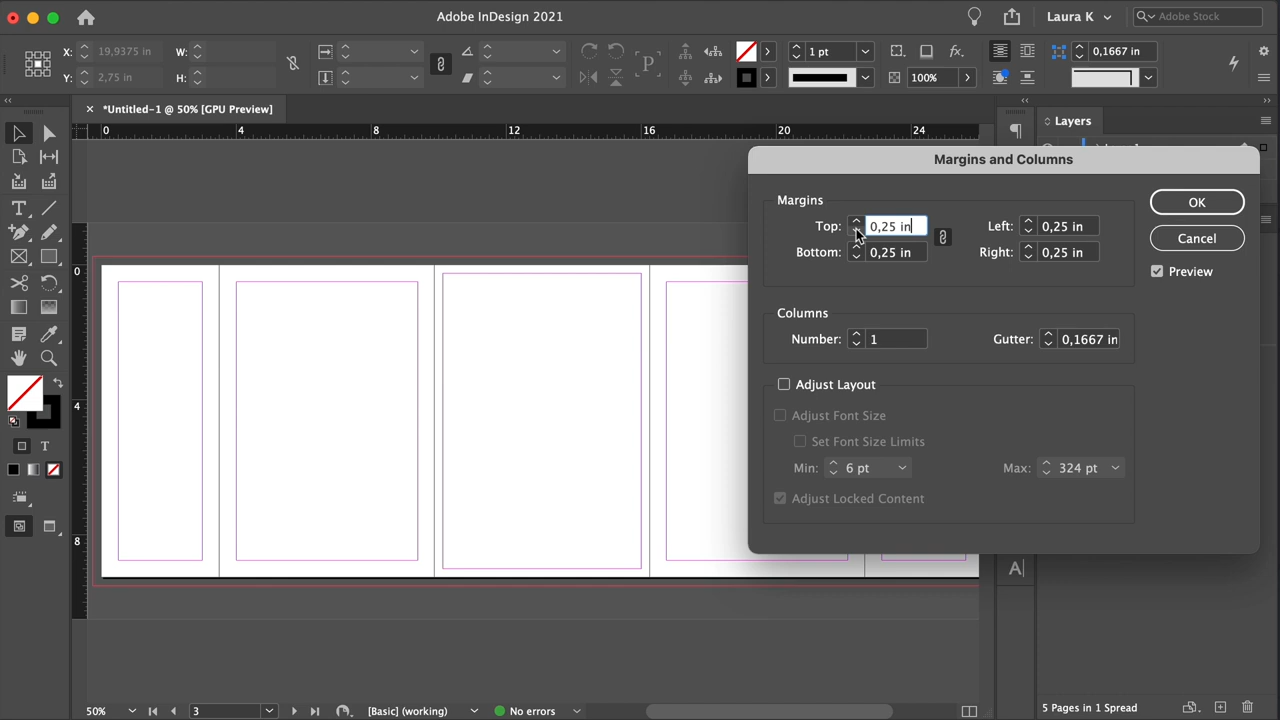 Adobe InDesign 2021
Laura K
Adobe Stock
X: 19,9375 in W:
1 pt
0,1667 in
Y: 2,75 in H:
100%
P
*Untitled-1 @ 50% [GPU Preview]
Layers
0 4 8 12 16 20 24
0
4
8
T
Margins and Columns
Margins
Top: 0,25 in Left: 0,25 in
Bottom: 0,25 in Right: 0,25 in
OK
Cancel
Preview
Columns
Number: 1 Gutter: 0,1667 in
Adjust Layout
Adjust Font Size
Set Font Size Limits
Min: 6 pt Max: 324 pt
Adjust Locked Content
A
50% 3 [Basic] (working) No errors
5 Pages in 1 Spread